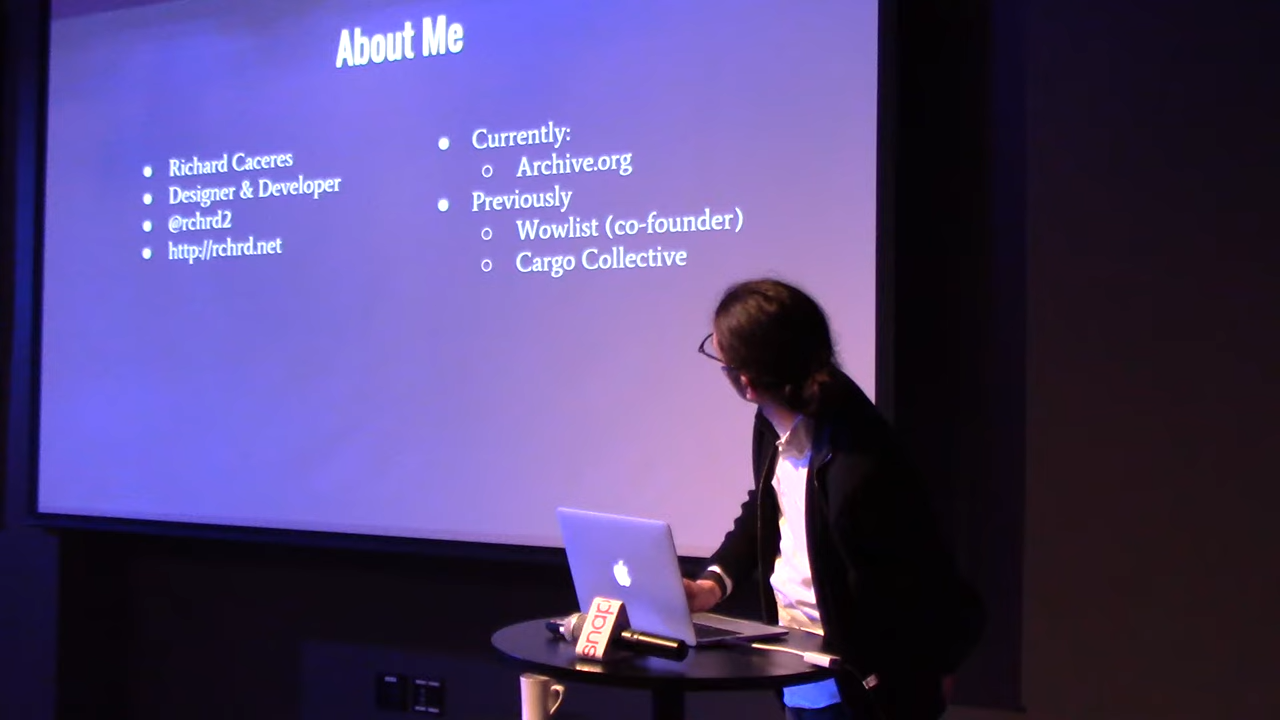 About Me
Richard Caceres
Designer & Developer
@rchrd2
http://rchrd.net
Currently:
Archive.org
Previously
Wowlist (co-founder)
Cargo Collective
snap